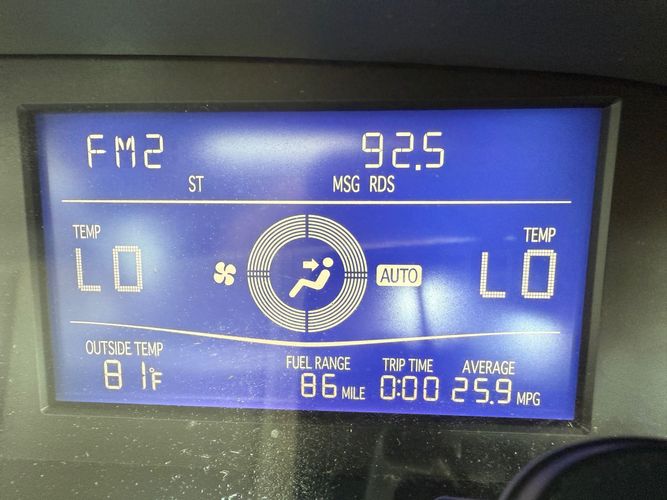 FM2 92.5
ST MSG RDS
TEMP TEMP
LO AUTO LO
OUTSIDE TEMP FUEL RANGE TRIP TIME AVERAGE
81°F 86 MILE 0:00 25.9 MPG